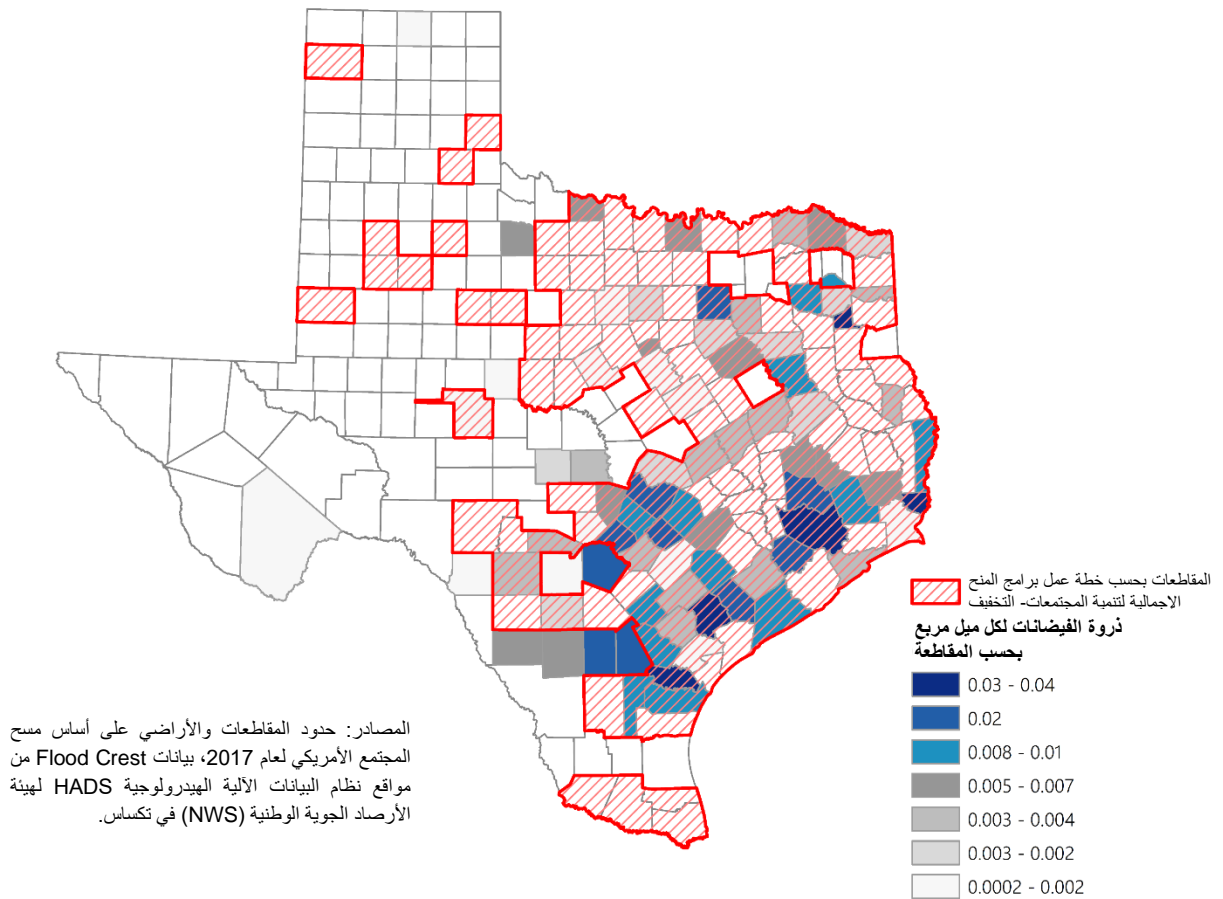 المقاطعات بحسب خطة عمل برامج المنح
الاجمالية لتنمية المجتمعات- التخفيف
ذروة الفيضانات لكل ميل مربع
بحسب المقاطعة
0.03 - 0.04
0.02
0.008 - 0.01
0.005 - 0.007
0.003 - 0.004
0.003 - 0.002
0.0002 - 0.002
المصادر: حدود المقاطعات والأراضي على أساس مسح
المجتمع الأمريكي لعام 2017، بيانات Flood Crest من
مواقع نظام البيانات الآلية الهيدرولوجية HADS لهيئة
الأرصاد الجوية الوطنية (NWS) في تكساس.